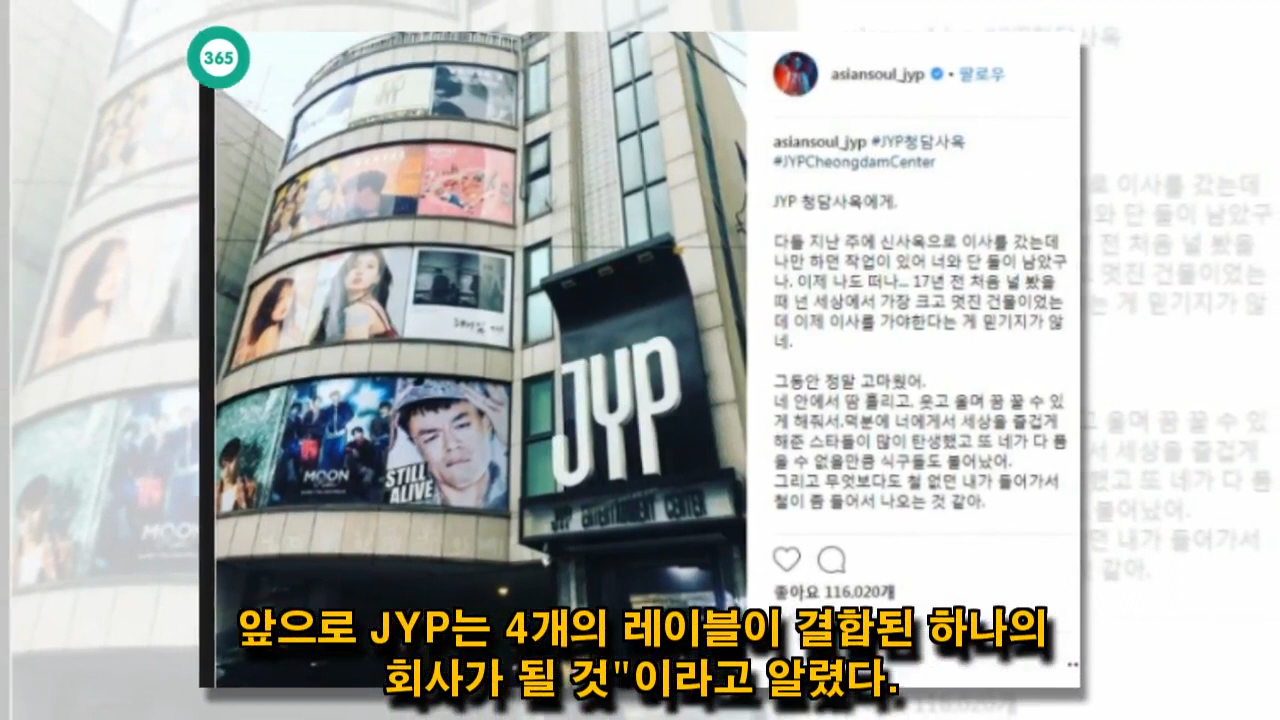 365
asiansoul_jyp • 팔로우
asiansoul_jyp #JYP청담사옥
#JYPCheongdamCenter
JYP 청담사옥에게,
다들 지난 주에 신사옥으로 이사를 갔는데
나만 하던 작업이 있어 너와 단 둘이 남았구
나. 이제 나도 떠나... 17년 전 처음 널 봤을
때 넌 세상에서 가장 크고 멋진 건물이었는
데 이제 이사를 가야한다는 게 믿기지가 않
네.
그동안 정말 고마웠어.
네 안에서 땀 흘리고, 웃고 울며 꿈 꿀 수 있
게 해줘서.덕분에 너에게서 세상을 즐겁게
해준 스타들이 많이 탄생했고 또 네가 다 품
을 수 없을만큼 식구들도 불어났어.
그리고 무엇보다도 철 없던 내가 들어가서
철이 좀 들어서 나오는 것 같아.
좋아요 116,020개
MOON
STILL
ALIVE
JYP
JYP ENTERTAINMENT CENTER
앞으로 JYP는 4개의 레이블이 결합된 하나의
회사가 될 것"이라고 알렸다.